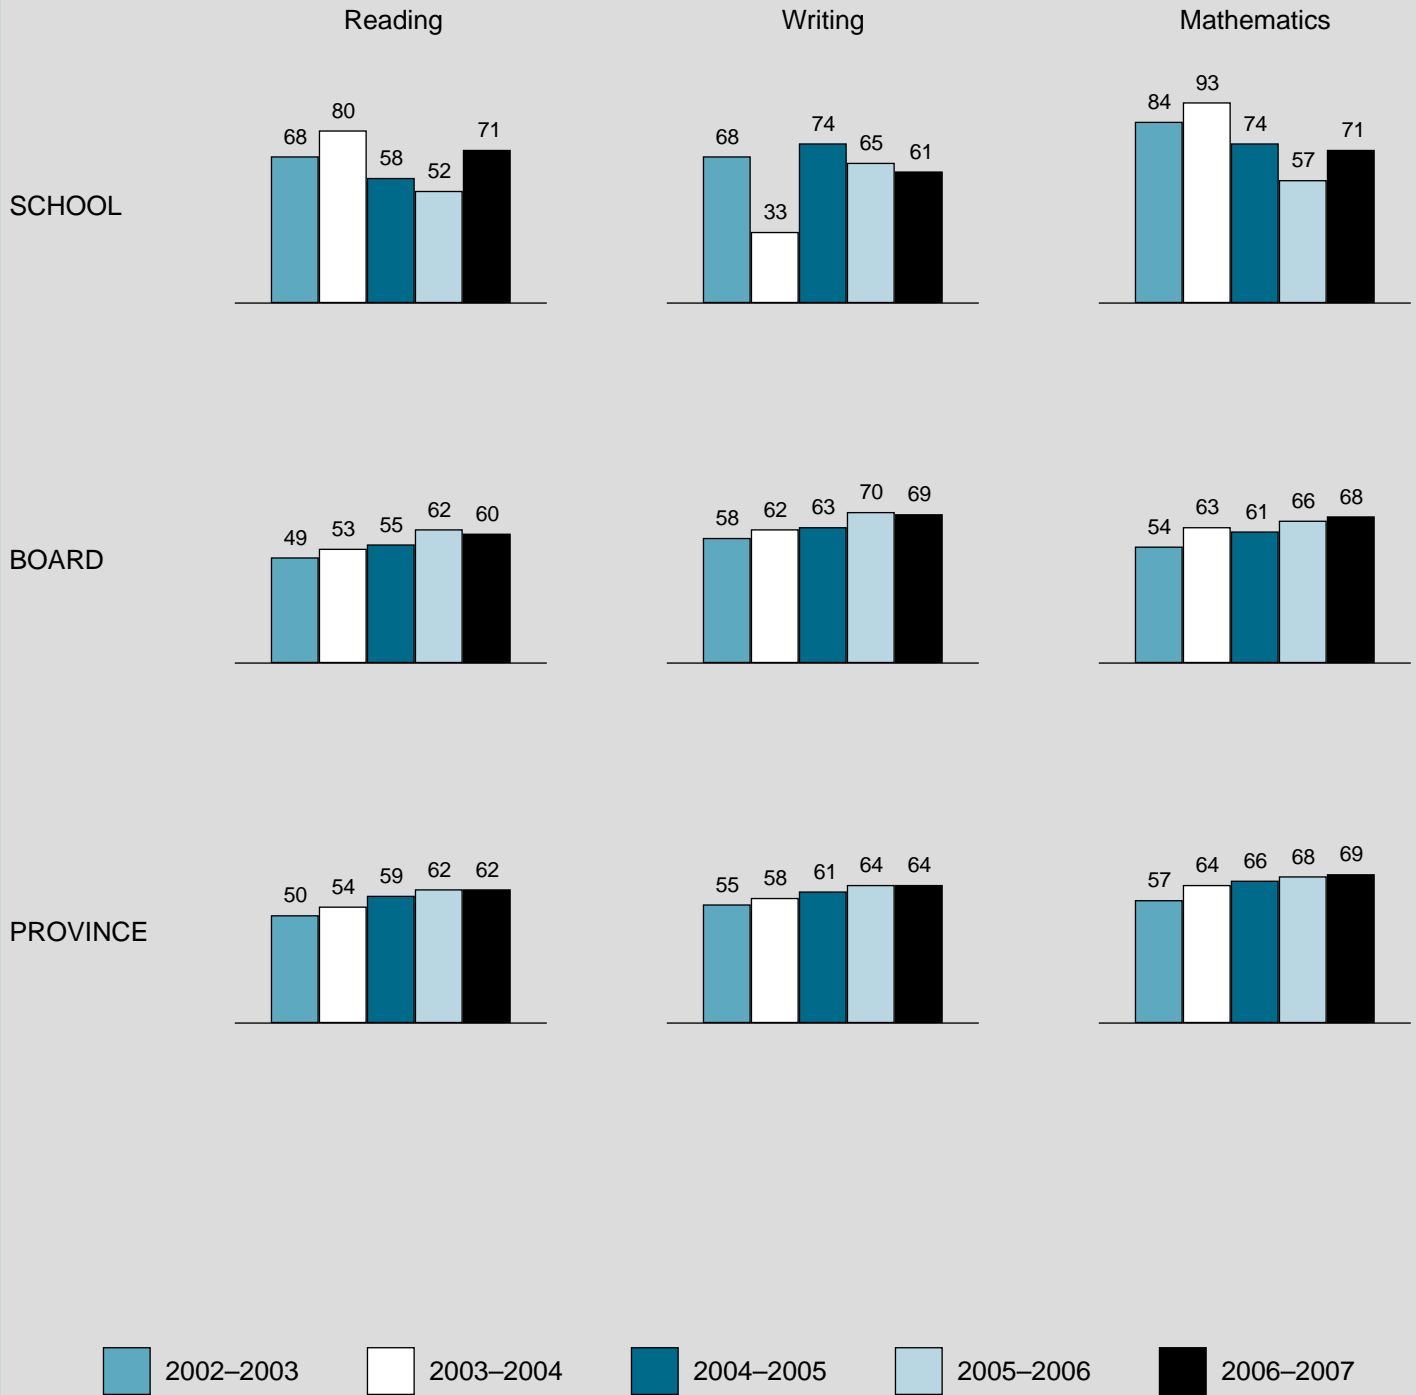 Reading Writing Mathematics
SCHOOL
68 80 58 52 71
68 33 74 65 61
84 93 74 57 71
BOARD
49 53 55 62 60
58 62 63 70 69
54 63 61 66 68
PROVINCE
50 54 59 62 62
55 58 61 64 64
57 64 66 68 69
2002–2003 2003–2004 2004–2005 2005–2006 2006–2007